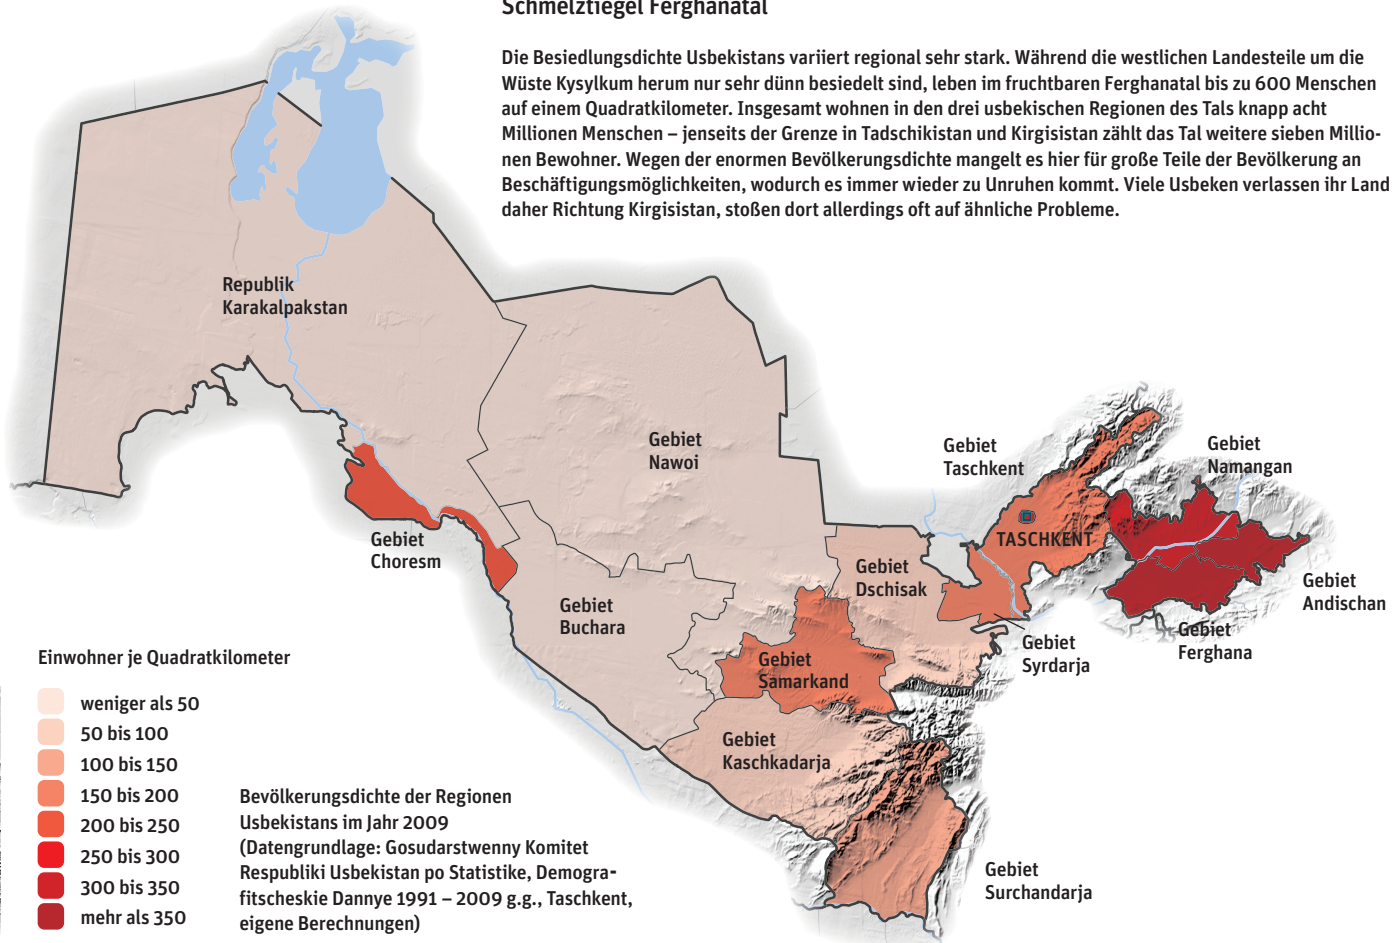 Schmelztiegel Ferghanatal
Die Besiedlungsdichte Usbekistans variiert regional sehr stark. Während die westlichen Landesteile um die
Wüste Kysylkum herum nur sehr dünn besiedelt sind, leben im fruchtbaren Ferghanatal bis zu 600 Menschen
auf einem Quadratkilometer. Insgesamt wohnen in den drei usbekischen Regionen des Tals knapp acht
Millionen Menschen – jenseits der Grenze in Tadschikistan und Kirgisistan zählt das Tal weitere sieben Millio-
nen Bewohner. Wegen der enormen Bevölkerungsdichte mangelt es hier für große Teile der Bevölkerung an
Beschäftigungsmöglichkeiten, wodurch es immer wieder zu Unruhen kommt. Viele Usbeken verlassen ihr Land
daher Richtung Kirgisistan, stoßen dort allerdings oft auf ähnliche Probleme.
Republik
Karakalpakstan
Gebiet
Nawoi
Gebiet
Taschkent
Gebiet
Namangan
TASCHKENT
Gebiet
Choresm
Gebiet
Dschisak
Gebiet
Andischan
Gebiet
Buchara
Gebiet
Syrdarja
Gebiet
Ferghana
Gebiet
Samarkand
Gebiet
Kaschkadarja
Gebiet
Surchandarja
Einwohner je Quadratkilometer
weniger als 50
50 bis 100
100 bis 150
150 bis 200
200 bis 250
250 bis 300
300 bis 350
mehr als 350
Bevölkerungsdichte der Regionen
Usbekistans im Jahr 2009
(Datengrundlage: Gosudarstwenny Komitet
Respubliki Usbekistan po Statistike, Demogra-
fitscheskie Dannye 1991 – 2009 g.g., Taschkent,
eigene Berechnungen)